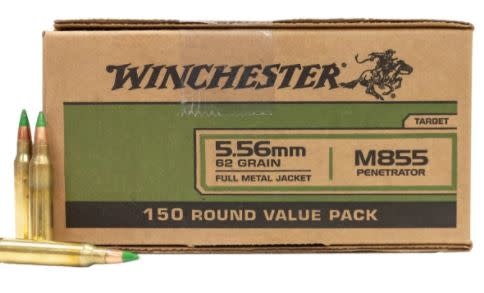 WINCHESTER
TARGET
5.56mm
62 GRAIN
FULL METAL JACKET
M855
PENETRATOR
150 ROUND VALUE PACK